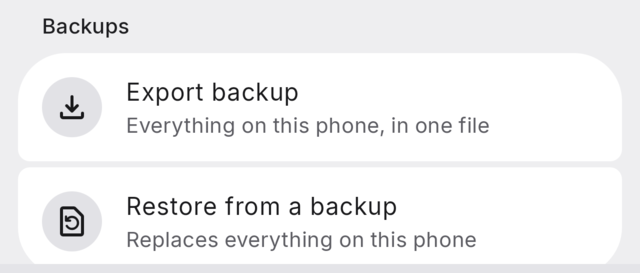 Backups
Export backup
Everything on this phone, in one file
Restore from a backup
Replaces everything on this phone